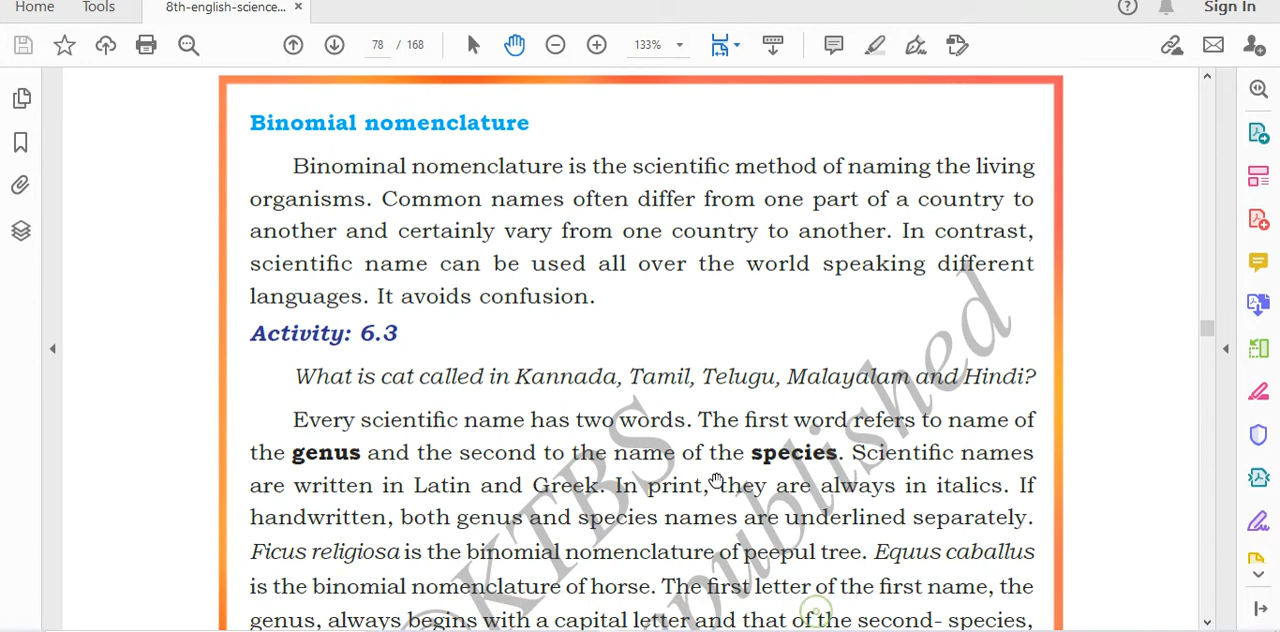 Home Tools 8th-english-science... × Sign In
78 / 168 133%
Binomial nomenclature
Binominal nomenclature is the scientific method of naming the living
organisms. Common names often differ from one part of a country to
another and certainly vary from one country to another. In contrast,
scientific name can be used all over the world speaking different
languages. It avoids confusion.
Activity: 6.3
What is cat called in Kannada, Tamil, Telugu, Malayalam and Hindi?
Every scientific name has two words. The first word refers to name of
the genus and the second to the name of the species. Scientific names
are written in Latin and Greek. In print, they are always in italics. If
handwritten, both genus and species names are underlined separately.
Ficus religiosa is the binomial nomenclature of peepul tree. Equus caballus
is the binomial nomenclature of horse. The first letter of the first name, the
genus, always begins with a capital letter and that of the second- species,
©KTBS
published